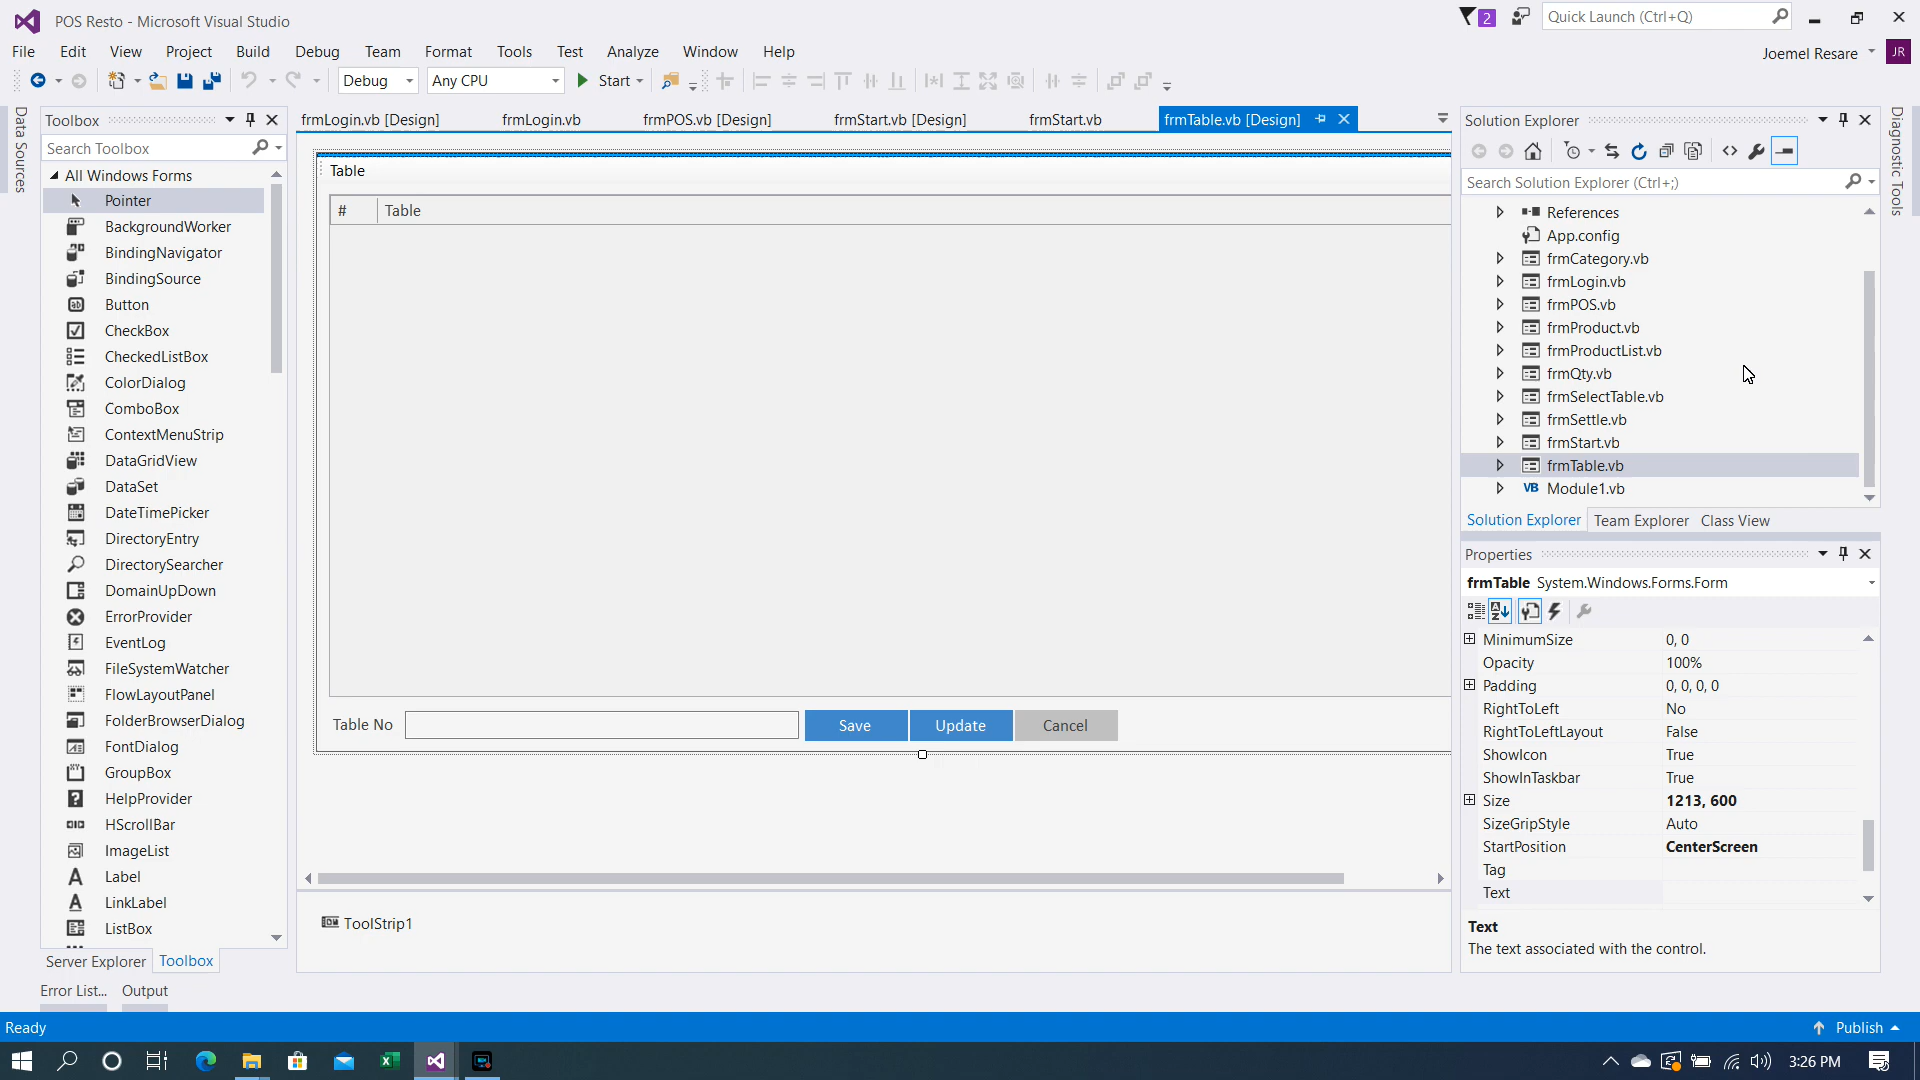 POS Resto - Microsoft Visual Studio
2
Quick Launch (Ctrl+Q)
File Edit View Project Build Debug Team Format Tools Test Analyze Window Help
Joemel Resare JR
Debug Any CPU Start
Data Sources
Toolbox
Search Toolbox
All Windows Forms
Pointer
BackgroundWorker
BindingNavigator
BindingSource
Button
CheckBox
CheckedListBox
ColorDialog
ComboBox
ContextMenuStrip
DataGridView
DataSet
DateTimePicker
DirectoryEntry
DirectorySearcher
DomainUpDown
ErrorProvider
EventLog
FileSystemWatcher
FlowLayoutPanel
FolderBrowserDialog
FontDialog
GroupBox
HelpProvider
HScrollBar
ImageList
Label
LinkLabel
ListBox
Server Explorer Toolbox
frmLogin.vb [Design] frmLogin.vb frmPOS.vb [Design] frmStart.vb [Design] frmStart.vb frmTable.vb [Design]
Table
# Table
Table No Save Update Cancel
ToolStrip1
Solution Explorer
Search Solution Explorer (Ctrl+;)
References
App.config
frmCategory.vb
frmLogin.vb
frmPOS.vb
frmProduct.vb
frmProductList.vb
frmQty.vb
frmSelectTable.vb
frmSettle.vb
frmStart.vb
frmTable.vb
VB Module1.vb
Solution Explorer Team Explorer Class View
Properties
frmTable System.Windows.Forms.Form
MinimumSize 0, 0
Opacity 100%
Padding 0, 0, 0, 0
RightToLeft No
RightToLeftLayout False
ShowIcon True
ShowInTaskbar True
Size 1213, 600
SizeGripStyle Auto
StartPosition CenterScreen
Tag
Text
Text
The text associated with the control.
Diagnostic Tools
Error List... Output
Ready
Publish
3:26 PM